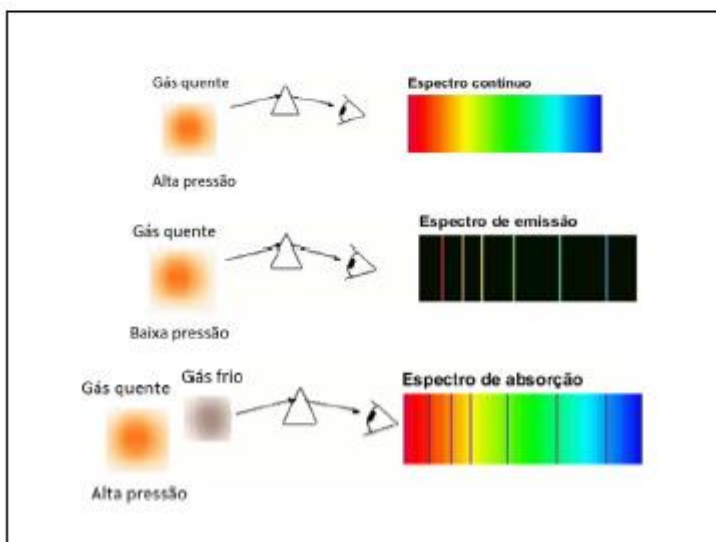 Gás quente
Espectro contínuo
Alta pressão
Gás quente
Espectro de emissão
Baixa pressão
Gás quente
Gás frio
Espectro de absorção
Alta pressão